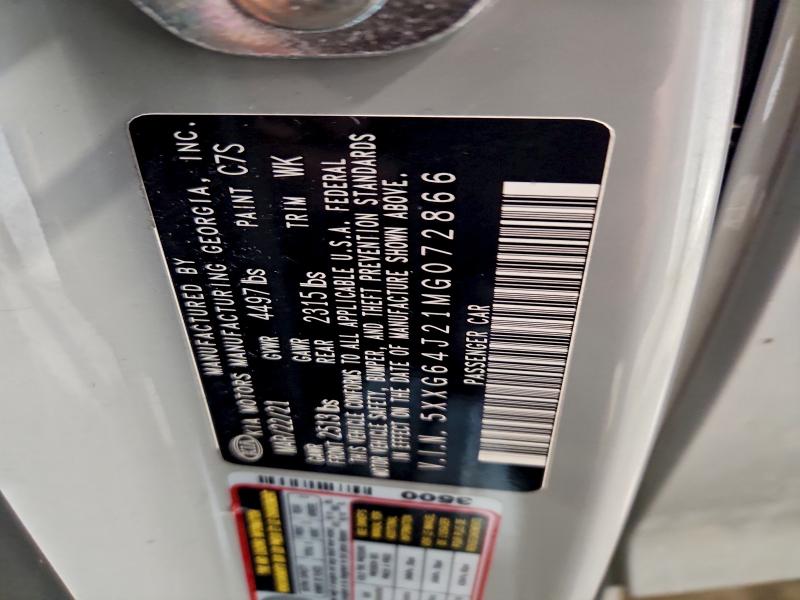 MANUFACTURED BY
KIA MOTORS MANUFACTURING GEORGIA, INC.
MAR/22/21 GVWR 4497lbs PAINT C7S
GAWR GAWR
FRONT 2513lbs REAR 2315lbs TRIM WK
THIS VEHICLE CONFORMS TO ALL APPLICABLE U.S.A. FEDERAL
MOTOR VEHICLE SAFETY, BUMPER, AND THEFT PREVENTION STANDARDS
IN EFFECT ON THE DATE OF MANUFACTURE SHOWN ABOVE.
V.I.N. 5XXG64J21MG072866
PASSENGER CAR
3500